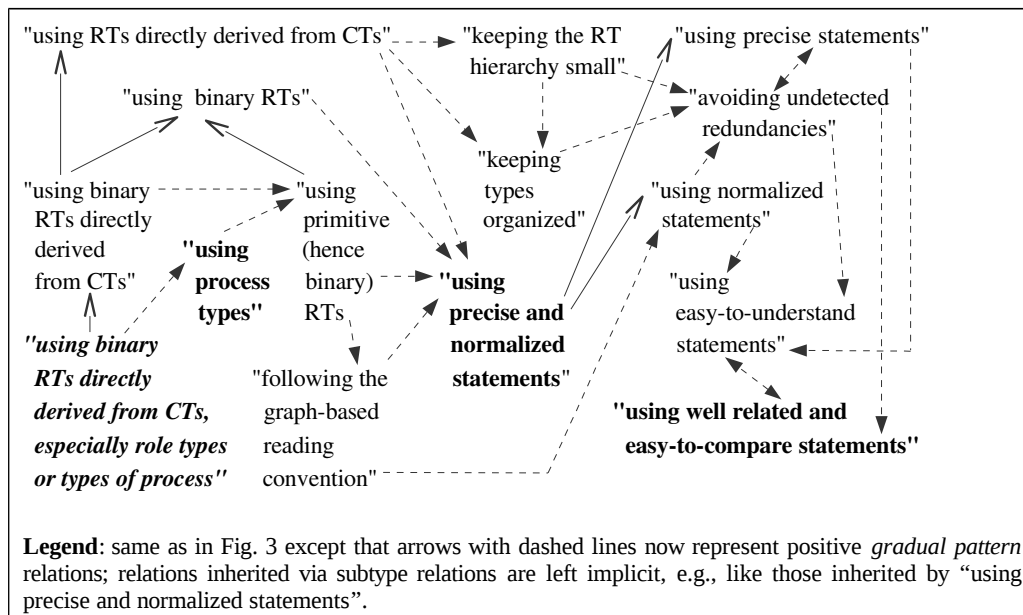 "using RTs directly derived from CTs"
"keeping the RT
hierarchy small"
"using precise statements"
"using binary RTs"
"avoiding undetected
redundancies"
"keeping
types
organized"
"using binary
RTs directly
derived
from CTs"
"using
primitive
(hence
binary)
RTs
"using normalized
statements"
"using
process
types"
"using
precise and
normalized
statements"
"using
easy-to-understand
statements"
"using binary
RTs directly
derived from CTs,
especially role types
or types of process"
"following the
graph-based
reading
convention"
"using well related and
easy-to-compare statements"
Legend: same as in Fig. 3 except that arrows with dashed lines now represent positive gradual pattern
relations; relations inherited via subtype relations are left implicit, e.g., like those inherited by “using
precise and normalized statements”.